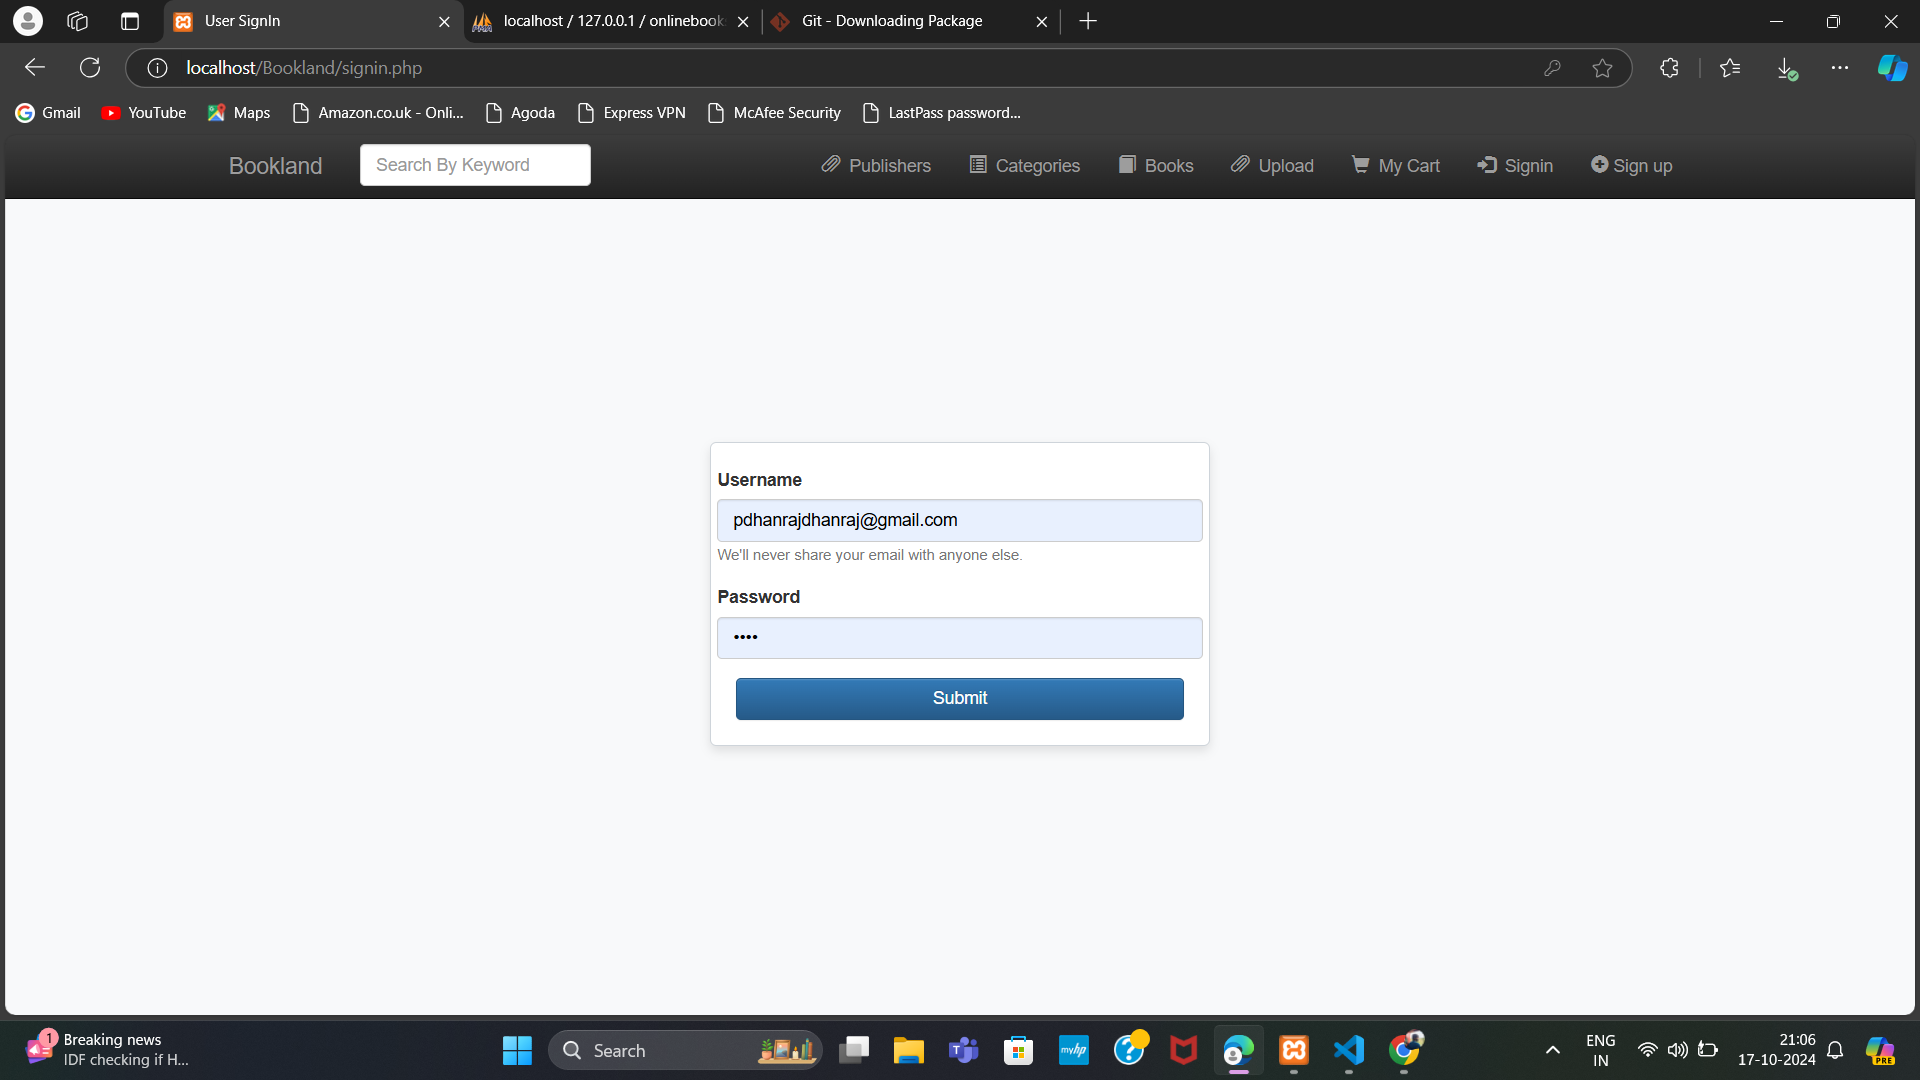 User SignIn
localhost / 127.0.0.1 / onlinebook
Git - Downloading Package
localhost/Bookland/signin.php
Gmail
YouTube
Maps
Amazon.co.uk - Onli...
Agoda
Express VPN
McAfee Security
LastPass password...
Bookland
Search By Keyword
Publishers
Categories
Books
Upload
My Cart
Signin
Sign up
Username
pdhanrajdhanraj@gmail.com
We'll never share your email with anyone else.
Password
Submit
1
Breaking news
IDF checking if H...
Search
myhp
ENG
IN
21:06
17-10-2024
PRE